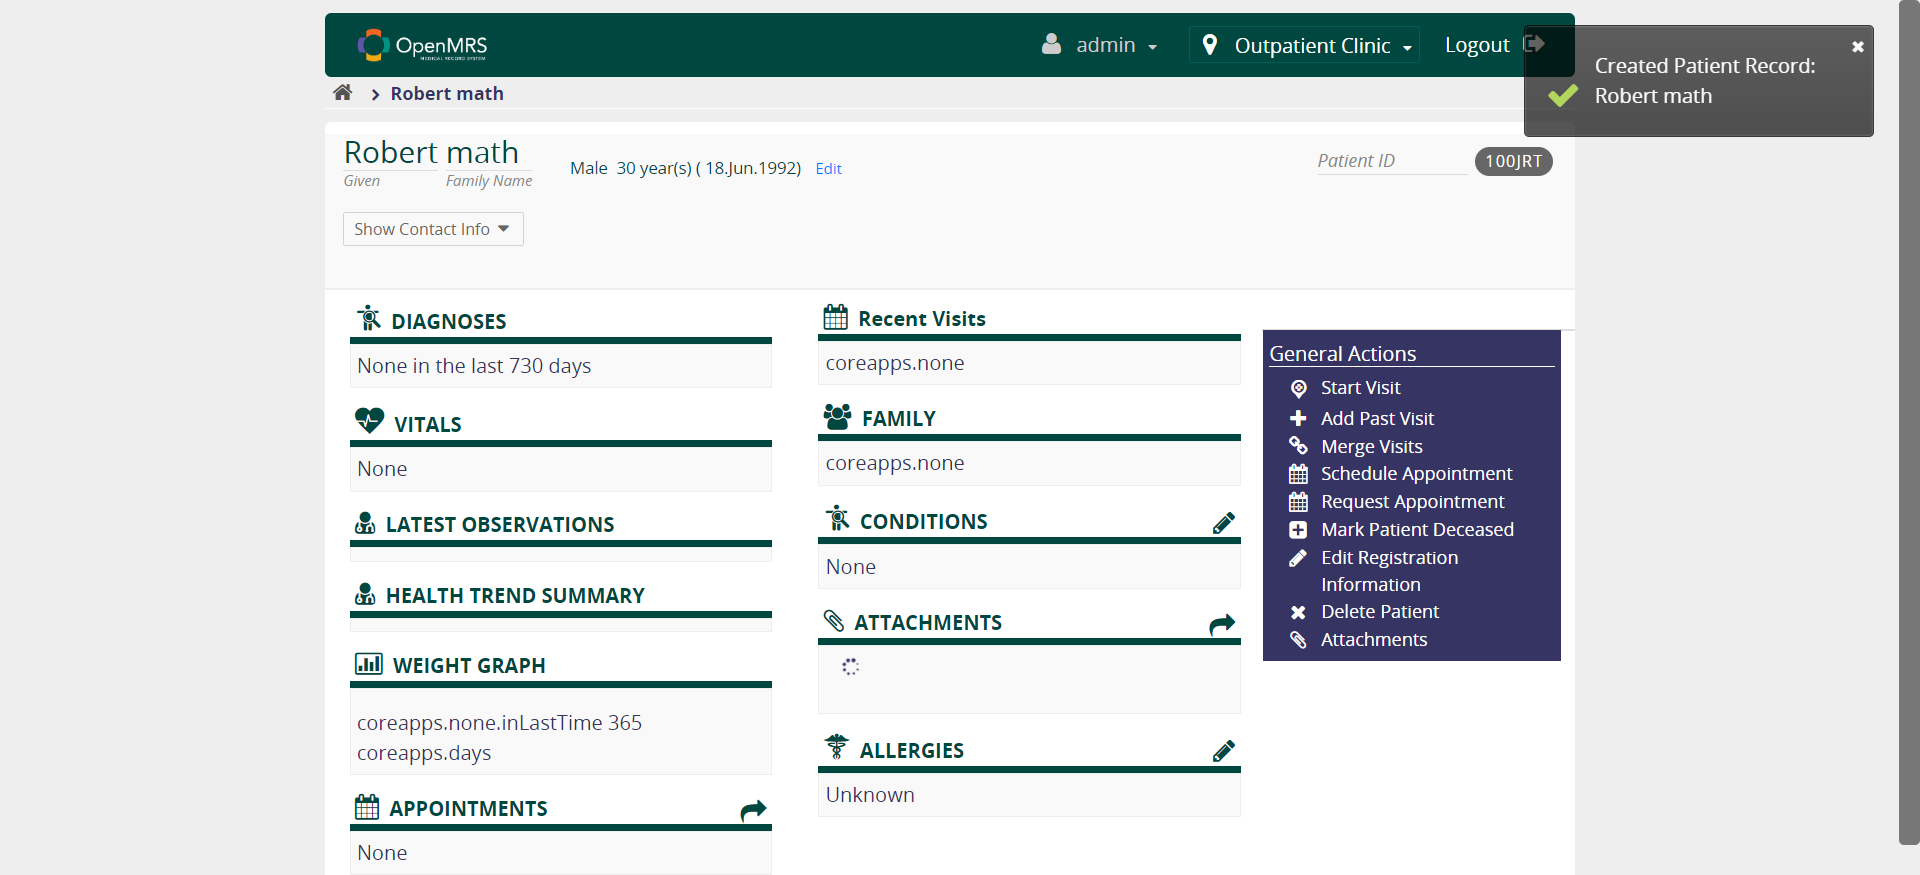 OpenMRS
MEDICAL RECORD SYSTEM
admin
Outpatient Clinic
Logout
Created Patient Record:
Robert math
Robert math
Robert math
Given
Family Name
Male 30 year(s) ( 18.Jun.1992) Edit
Patient ID
100JRT
Show Contact Info
DIAGNOSES
None in the last 730 days
VITALS
None
LATEST OBSERVATIONS
HEALTH TREND SUMMARY
WEIGHT GRAPH
coreapps.none.inLastTime 365
coreapps.days
APPOINTMENTS
None
Recent Visits
coreapps.none
FAMILY
coreapps.none
CONDITIONS
None
ATTACHMENTS
ALLERGIES
Unknown
General Actions
Start Visit
Add Past Visit
Merge Visits
Schedule Appointment
Request Appointment
Mark Patient Deceased
Edit Registration
Information
Delete Patient
Attachments